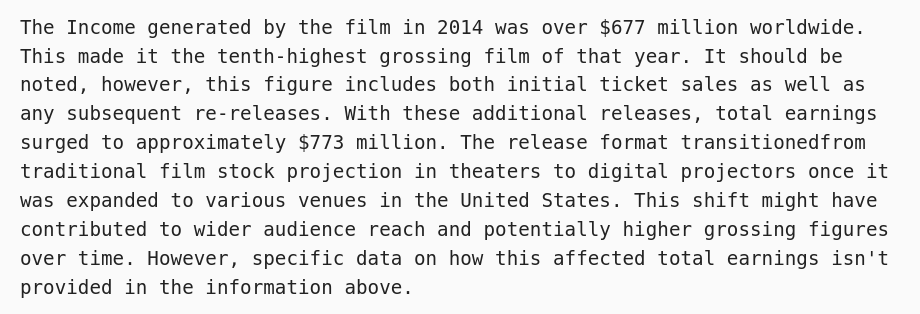 The Income generated by the film in 2014 was over $677 million worldwide.
This made it the tenth-highest grossing film of that year. It should be
noted, however, this figure includes both initial ticket sales as well as
any subsequent re-releases. With these additional releases, total earnings
surged to approximately $773 million. The release format transitionedfrom
traditional film stock projection in theaters to digital projectors once it
was expanded to various venues in the United States. This shift might have
contributed to wider audience reach and potentially higher grossing figures
over time. However, specific data on how this affected total earnings isn't
provided in the information above.